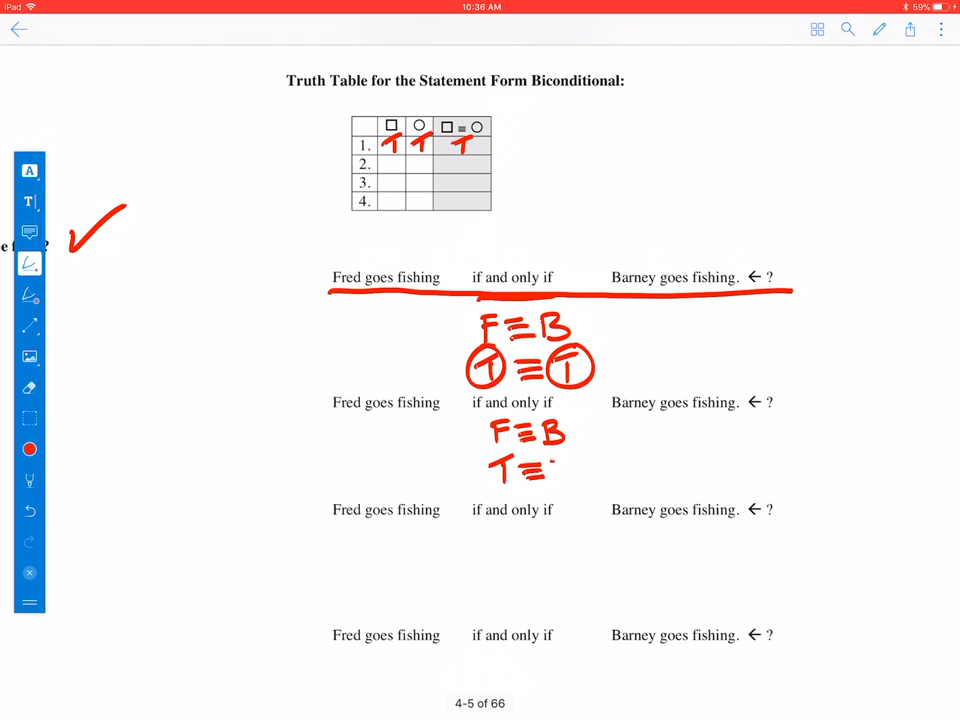 iPad 10:36 AM 59%
Truth Table for the Statement Form Biconditional:
□ ○ □ ≡ ○
1. T T T
2.
3.
4.
?
Fred goes fishing if and only if Barney goes fishing. ← ?
F ≡ B
T ≡ T
Fred goes fishing if and only if Barney goes fishing. ← ?
F ≡ B
T ≡
Fred goes fishing if and only if Barney goes fishing. ← ?
Fred goes fishing if and only if Barney goes fishing. ← ?
4-5 of 66